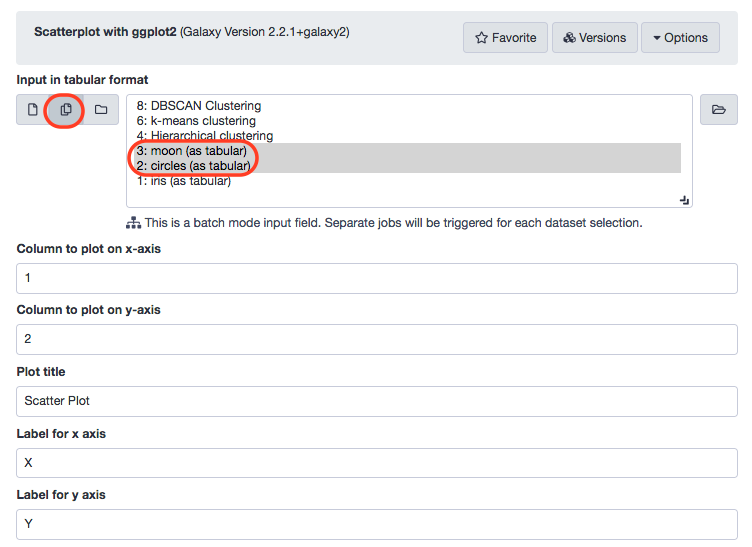 Scatterplot with ggplot2 (Galaxy Version 2.2.1+galaxy2)
Favorite
Versions
Options
Input in tabular format
8: DBSCAN Clustering
6: k-means clustering
4: Hierarchical clustering
3: moon (as tabular)
2: circles (as tabular)
1: iris (as tabular)
This is a batch mode input field. Separate jobs will be triggered for each dataset selection.
Column to plot on x-axis
1
Column to plot on y-axis
2
Plot title
Scatter Plot
Label for x axis
X
Label for y axis
Y